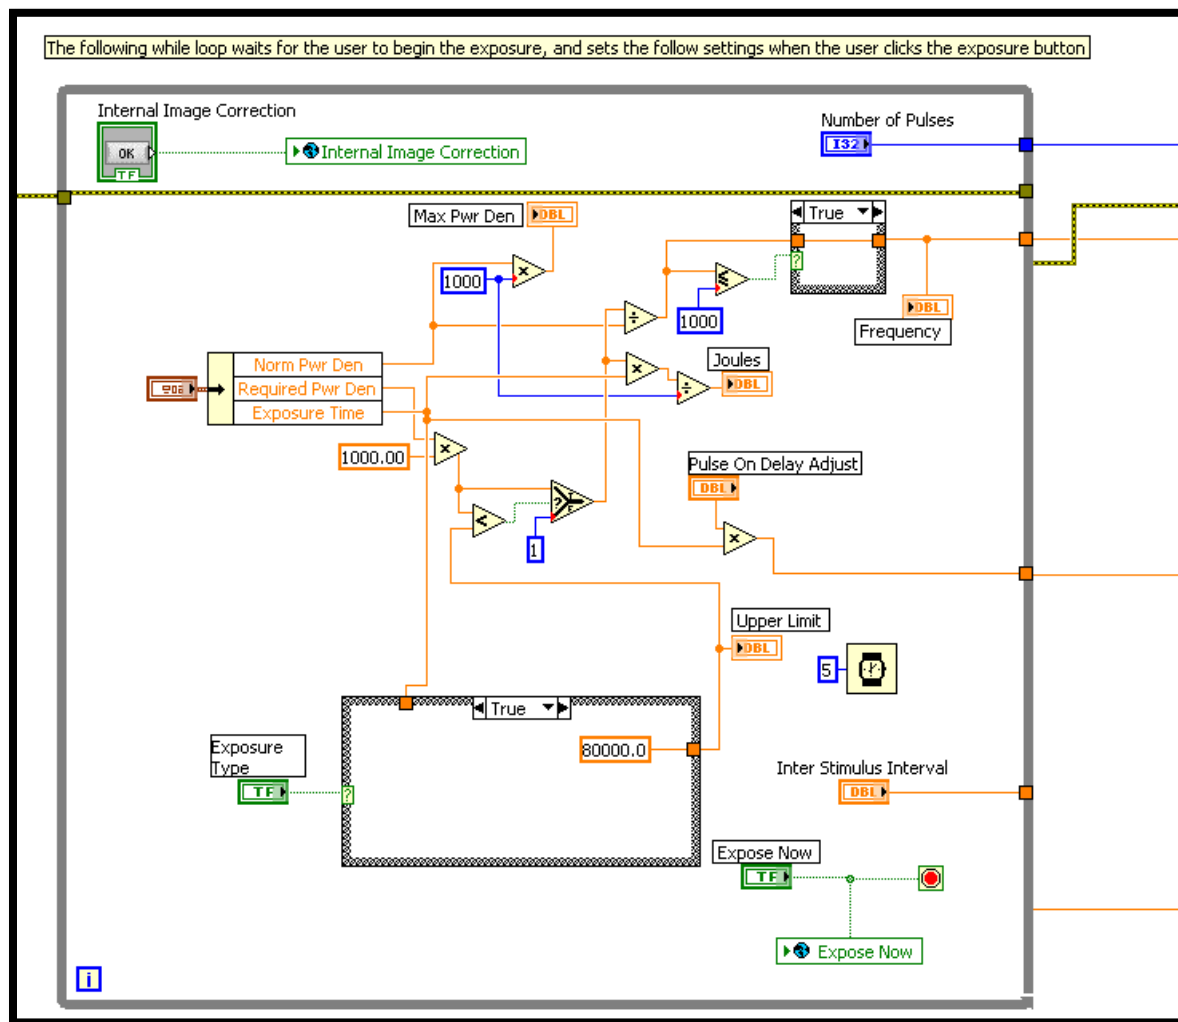 The following while loop waits for the user to begin the exposure, and sets the follow settings when the user clicks the exposure button
Internal Image Correction
OK
TF
Internal Image Correction
Number of Pulses
I32
Max Pwr Den
DBL
True
1000
1000
Frequency
DBL
Joules
DBL
Norm Pwr Den
Required Pwr Den
Exposure Time
1000.00
Pulse On Delay Adjust
DBL
1
Upper Limit
DBL
5
True
80000.0
Exposure
Type
TF
Inter Stimulus Interval
DBL
Expose Now
TF
Expose Now
i